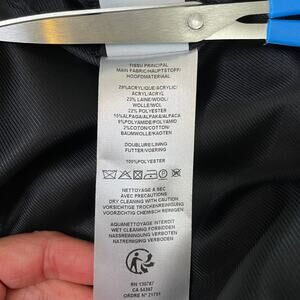 TISSU PRINCIPAL
MAIN FABRIC/HAUPTSTOFF/
HOOFDMATERIAAL
29%ACRYLIQUE/ACRYLIC/
ACRYL/ACRYL
23% LAINE/WOOL/
WOLLE/WOL
22% POLYESTER
15%ALPAGA/ALPAKA/ALPACA
9%POLYAMIDE/POLYAMID
2%COTON/COTTON/
BAUMWOLLE/KATOEN
DOUBLURE/LINING
FUTTER/VOERING
100%POLYESTER
NETTOYAGE A SEC
AVEC PRECAUTIONS
DRY CLEANING WITH CAUTION
VORSICHTIGE TROCKENREINIGUNG
VOORZICHTIG CHEMISCH REINIGEN
AQUANETTOYAGE INTERDIT
WET CLEANING FORBIDDEN
NASSREINIGUNG VERBOTEN
NATREINIGING VERBODEN
RN 130787
CA 54397
ORDRE N° 21791